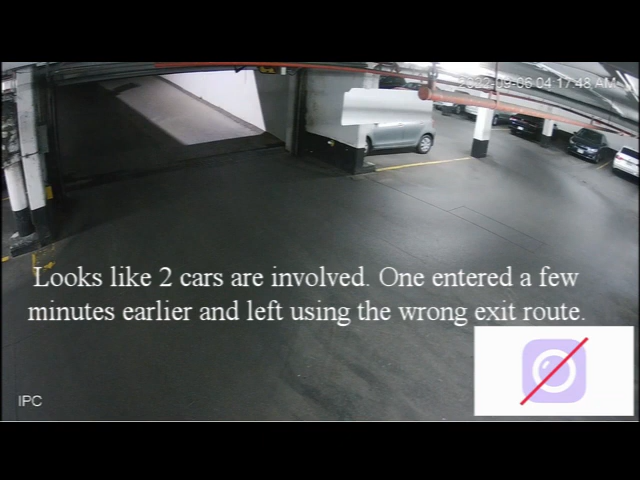 2022-09-06 04:17:48 AM
Looks like 2 cars are involved. One entered a few
minutes earlier and left using the wrong exit route.
IPC